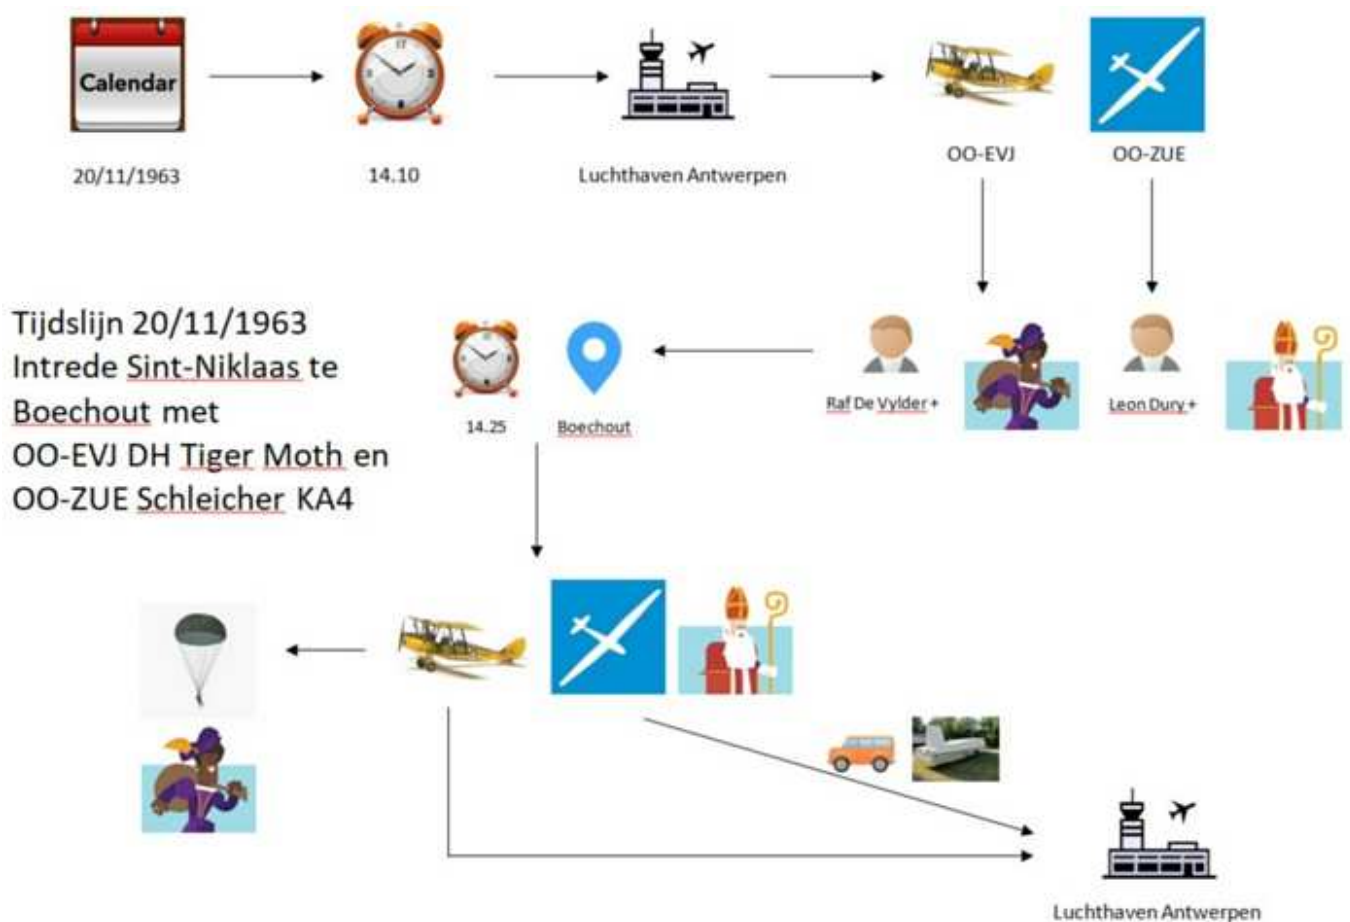 Calendar
20/11/1963
14.10
Luchthaven Antwerpen
OO-EVJ
OO-ZUE
Tijdslijn 20/11/1963
Intrede Sint-Niklaas te
Boechout met
OO-EVJ DH Tiger Moth en
OO-ZUE Schleicher KA4
14.25
Boechout
Raf De Vylder +
Leon Dury +
Luchthaven Antwerpen